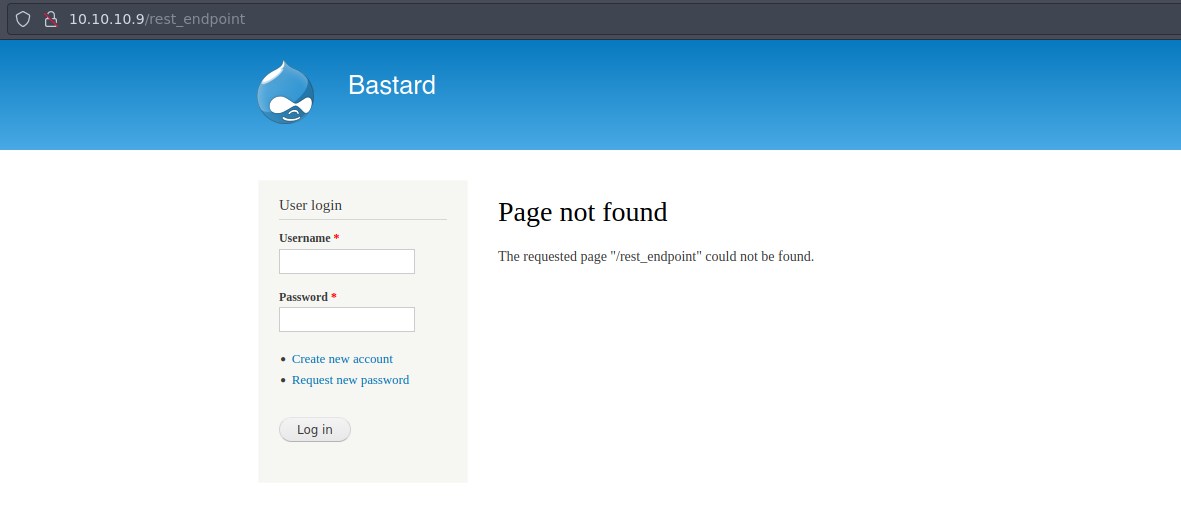 10.10.10.9/rest_endpoint
Bastard
User login
Username *
Password *
Create new account
Request new password
Log in
Page not found
The requested page "/rest_endpoint" could not be found.